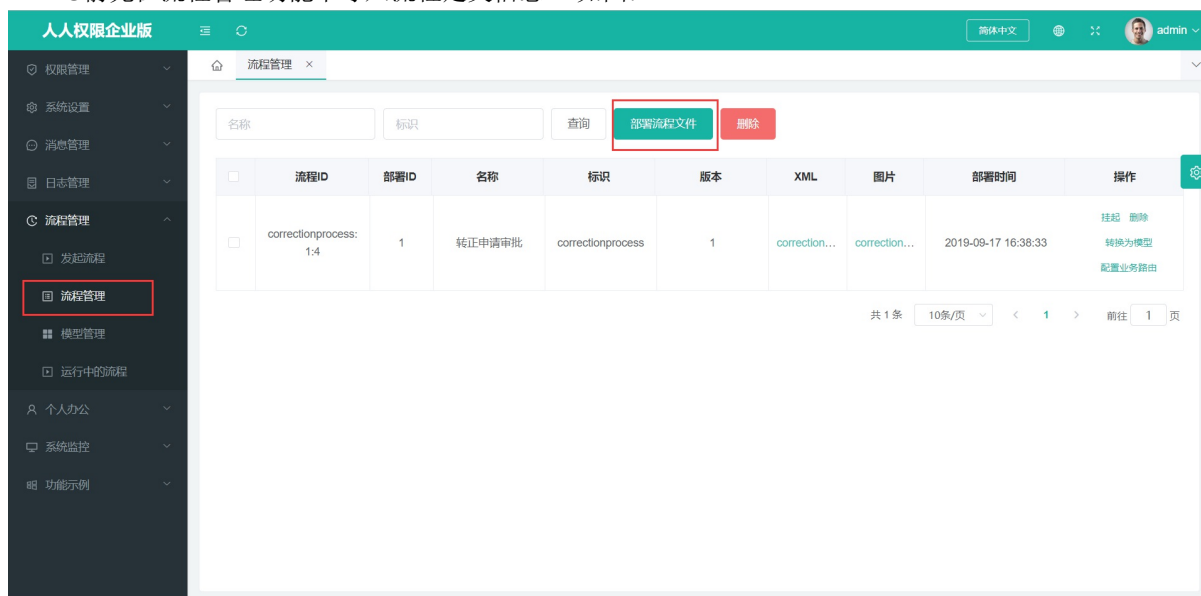 人人权限企业版
简体中文
admin
权限管理
流程管理 ×
系统设置
消息管理
日志管理
流程管理
发起流程
流程管理
模型管理
运行中的流程
个人办公
系统监控
功能示例
名称 标识 查询 部署流程文件 删除
流程ID 部署ID 名称 标识 版本 XML 图片 部署时间 操作
correctionprocess:
1:4
1 转正申请审批 correctionprocess 1 correction... correction... 2019-09-17 16:38:33
挂起 删除
转换为模型
配置业务路由
共 1 条 10条/页 < 1 > 前往 1 页